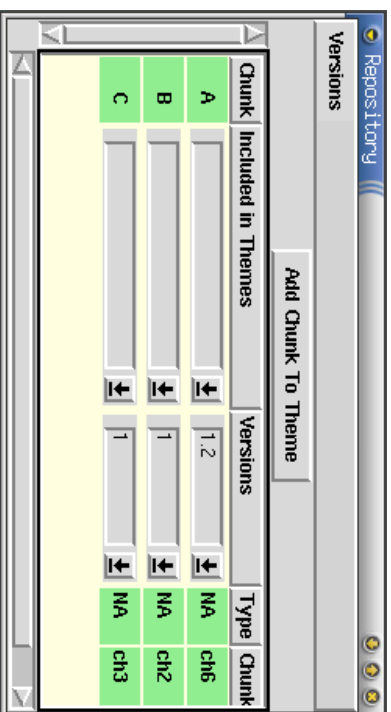 Repository
Versions
Add Chunk To Theme
Chunk Included in Themes Versions Type Chunk
A 1.2 NA ch6
B 1 NA ch2
C 1 NA ch3